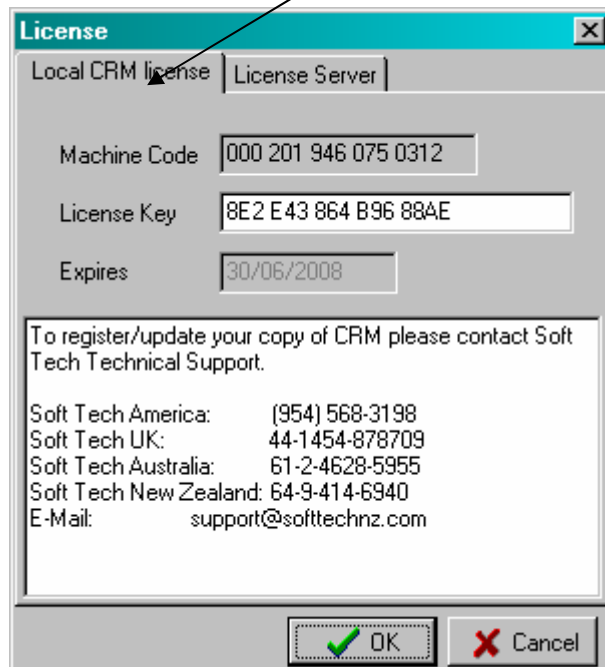 License
Local CRM license License Server
Machine Code 000 201 946 075 0312
License Key 8E2 E43 864 B96 88AE
Expires 30/06/2008
To register/update your copy of CRM please contact Soft
Tech Technical Support.
Soft Tech America: (954) 568-3198
Soft Tech UK: 44-1454-878709
Soft Tech Australia: 61-2-4628-5955
Soft Tech New Zealand: 64-9-414-6940
E-Mail: support@softtechnz.com
OK Cancel